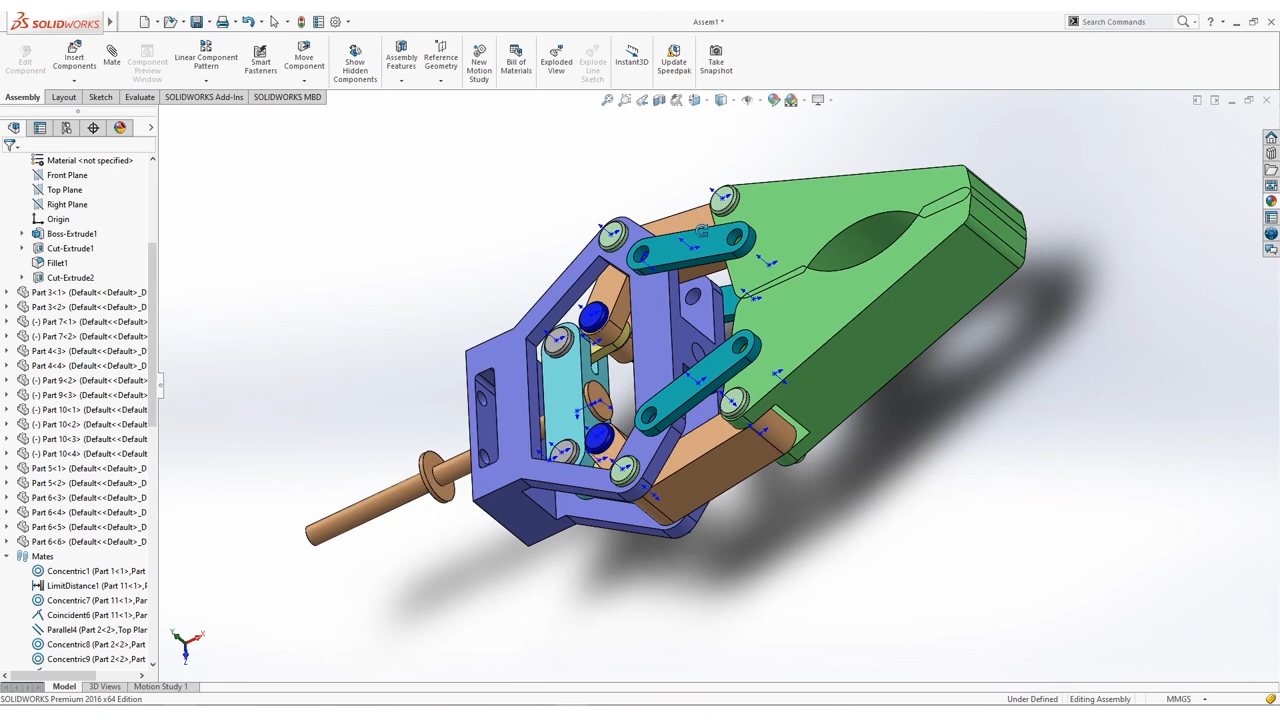 SOLIDWORKS
Assem1 *
Search Commands
Edit Component
Insert Components
Mate
Component Preview Window
Linear Component Pattern
Smart Fasteners
Move Component
Show Hidden Components
Assembly Features
Reference Geometry
New Motion Study
Bill of Materials
Exploded View
Explode Line Sketch
Instant3D
Update Speedpak
Take Snapshot
Assembly
Layout
Sketch
Evaluate
SOLIDWORKS Add-Ins
SOLIDWORKS MBD
Material <not specified>
Front Plane
Top Plane
Right Plane
Origin
Boss-Extrude1
Cut-Extrude1
Fillet1
Cut-Extrude2
Part 3<1> (Default<<Default>_D
Part 3<2> (Default<<Default>_D
(-) Part 7<1> (Default<<Default>
(-) Part 7<2> (Default<<Default>
Part 4<3> (Default<<Default>_D
Part 4<4> (Default<<Default>_D
(-) Part 9<2> (Default<<Default>
(-) Part 9<3> (Default<<Default>
(-) Part 10<1> (Default<<Default
(-) Part 10<2> (Default<<Default
(-) Part 10<3> (Default<<Default
(-) Part 10<4> (Default<<Default
Part 5<1> (Default<<Default>_D
Part 5<2> (Default<<Default>_D
Part 6<3> (Default<<Default>_D
Part 6<4> (Default<<Default>_D
Part 6<5> (Default<<Default>_D
Part 6<6> (Default<<Default>_D
Mates
Concentric1 (Part 1<1>,Part
LimitDistance1 (Part 11<1>,P
Concentric7 (Part 11<1>,Par
Coincident6 (Part 11<1>,Par
Parallel4 (Part 2<2>,Top Plan
Concentric8 (Part 2<2>,Part
Concentric9 (Part 2<2>,Part
Y
X
Z
Model
3D Views
Motion Study 1
SOLIDWORKS Premium 2016 x64 Edition
Under Defined
Editing Assembly
MMGS